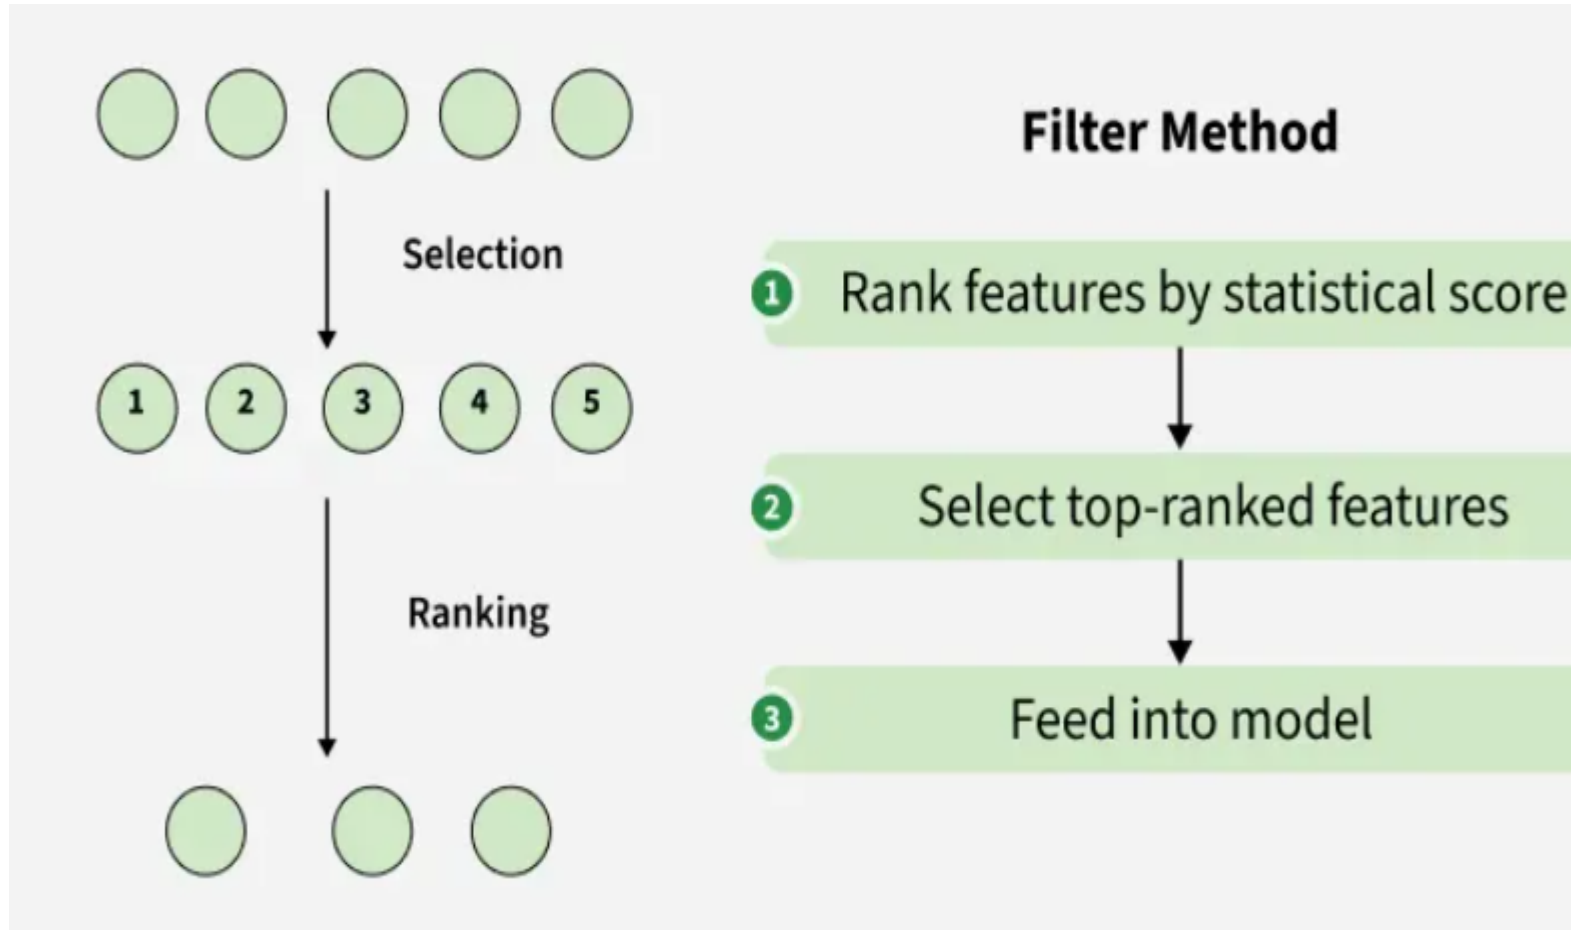 Selection
1 2 3 4 5
Ranking
Filter Method
1 Rank features by statistical score
2 Select top-ranked features
3 Feed into model